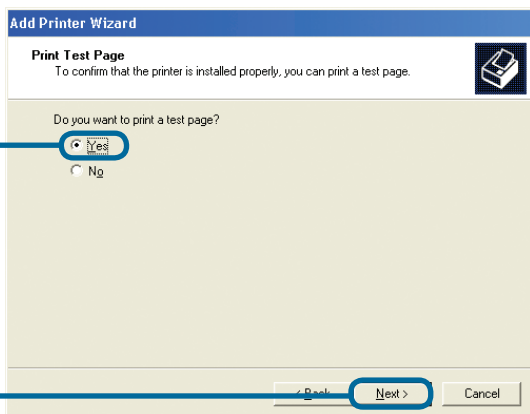 Add Printer Wizard
Print Test Page
To confirm that the printer is installed properly, you can print a test page.
Do you want to print a test page?
Yes
No
< Back
Next >
Cancel